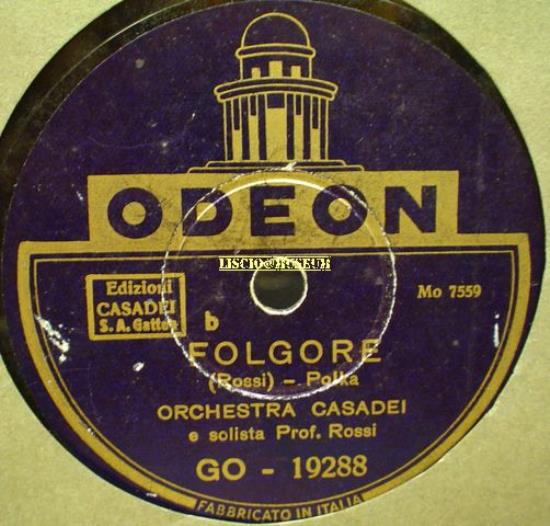 ODEON
LISCIO@MUSEUM
Edizioni
CASADEI
S. A. Gatteo
Mo 7559
b
FOLGORE
(Rossi) – Polka
ORCHESTRA CASADEI
e solista Prof. Rossi
GO - 19288
FABBRICATO IN ITALIA